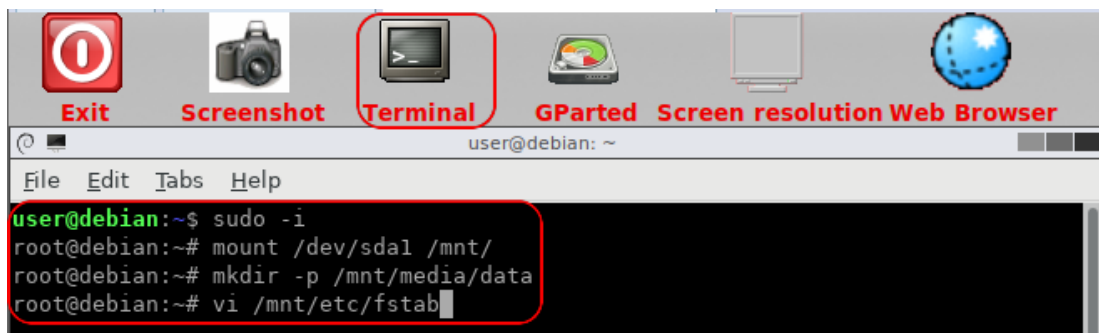 >_
Exit Screenshot Terminal GParted Screen resolution Web Browser
user@debian: ~
File Edit Tabs Help
user@debian:~$ sudo -i
root@debian:~# mount /dev/sda1 /mnt/
root@debian:~# mkdir -p /mnt/media/data
root@debian:~# vi /mnt/etc/fstab